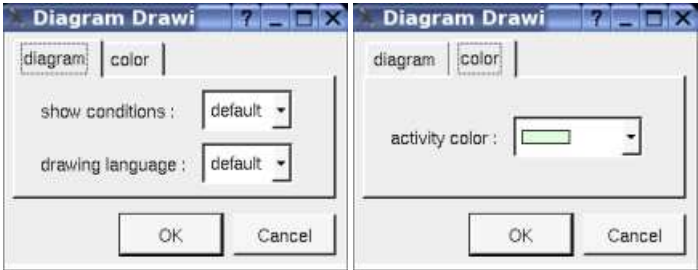 Diagram Drawi ?
diagram color
show conditions : default
drawing language : default
OK Cancel
Diagram Drawi ?
diagram color
activity color :
OK Cancel